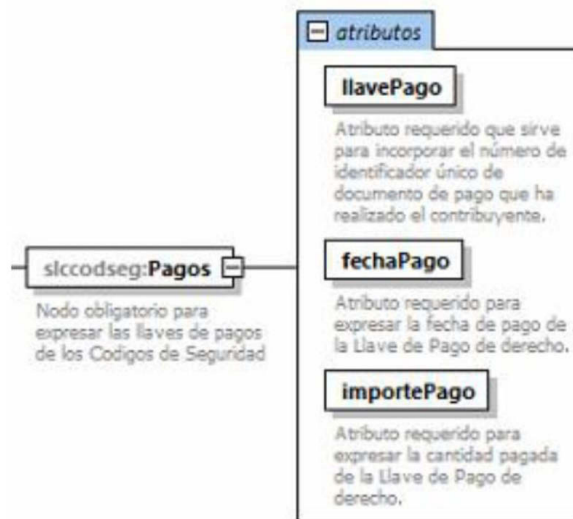 atributos
llavePago
Atributo requerido que sirve
para incorporar el número de
identificador único de
documento de pago que ha
realizado el contribuyente.
slccodseg:Pagos
Nodo obligatorio para
expresar las llaves de pagos
de los Codigos de Seguridad
fechaPago
Atributo requerido para
expresar la fecha de pago de
la Llave de Pago de derecho.
importePago
Atributo requerido para
expresar la cantidad pagada
de la Llave de Pago de
derecho.